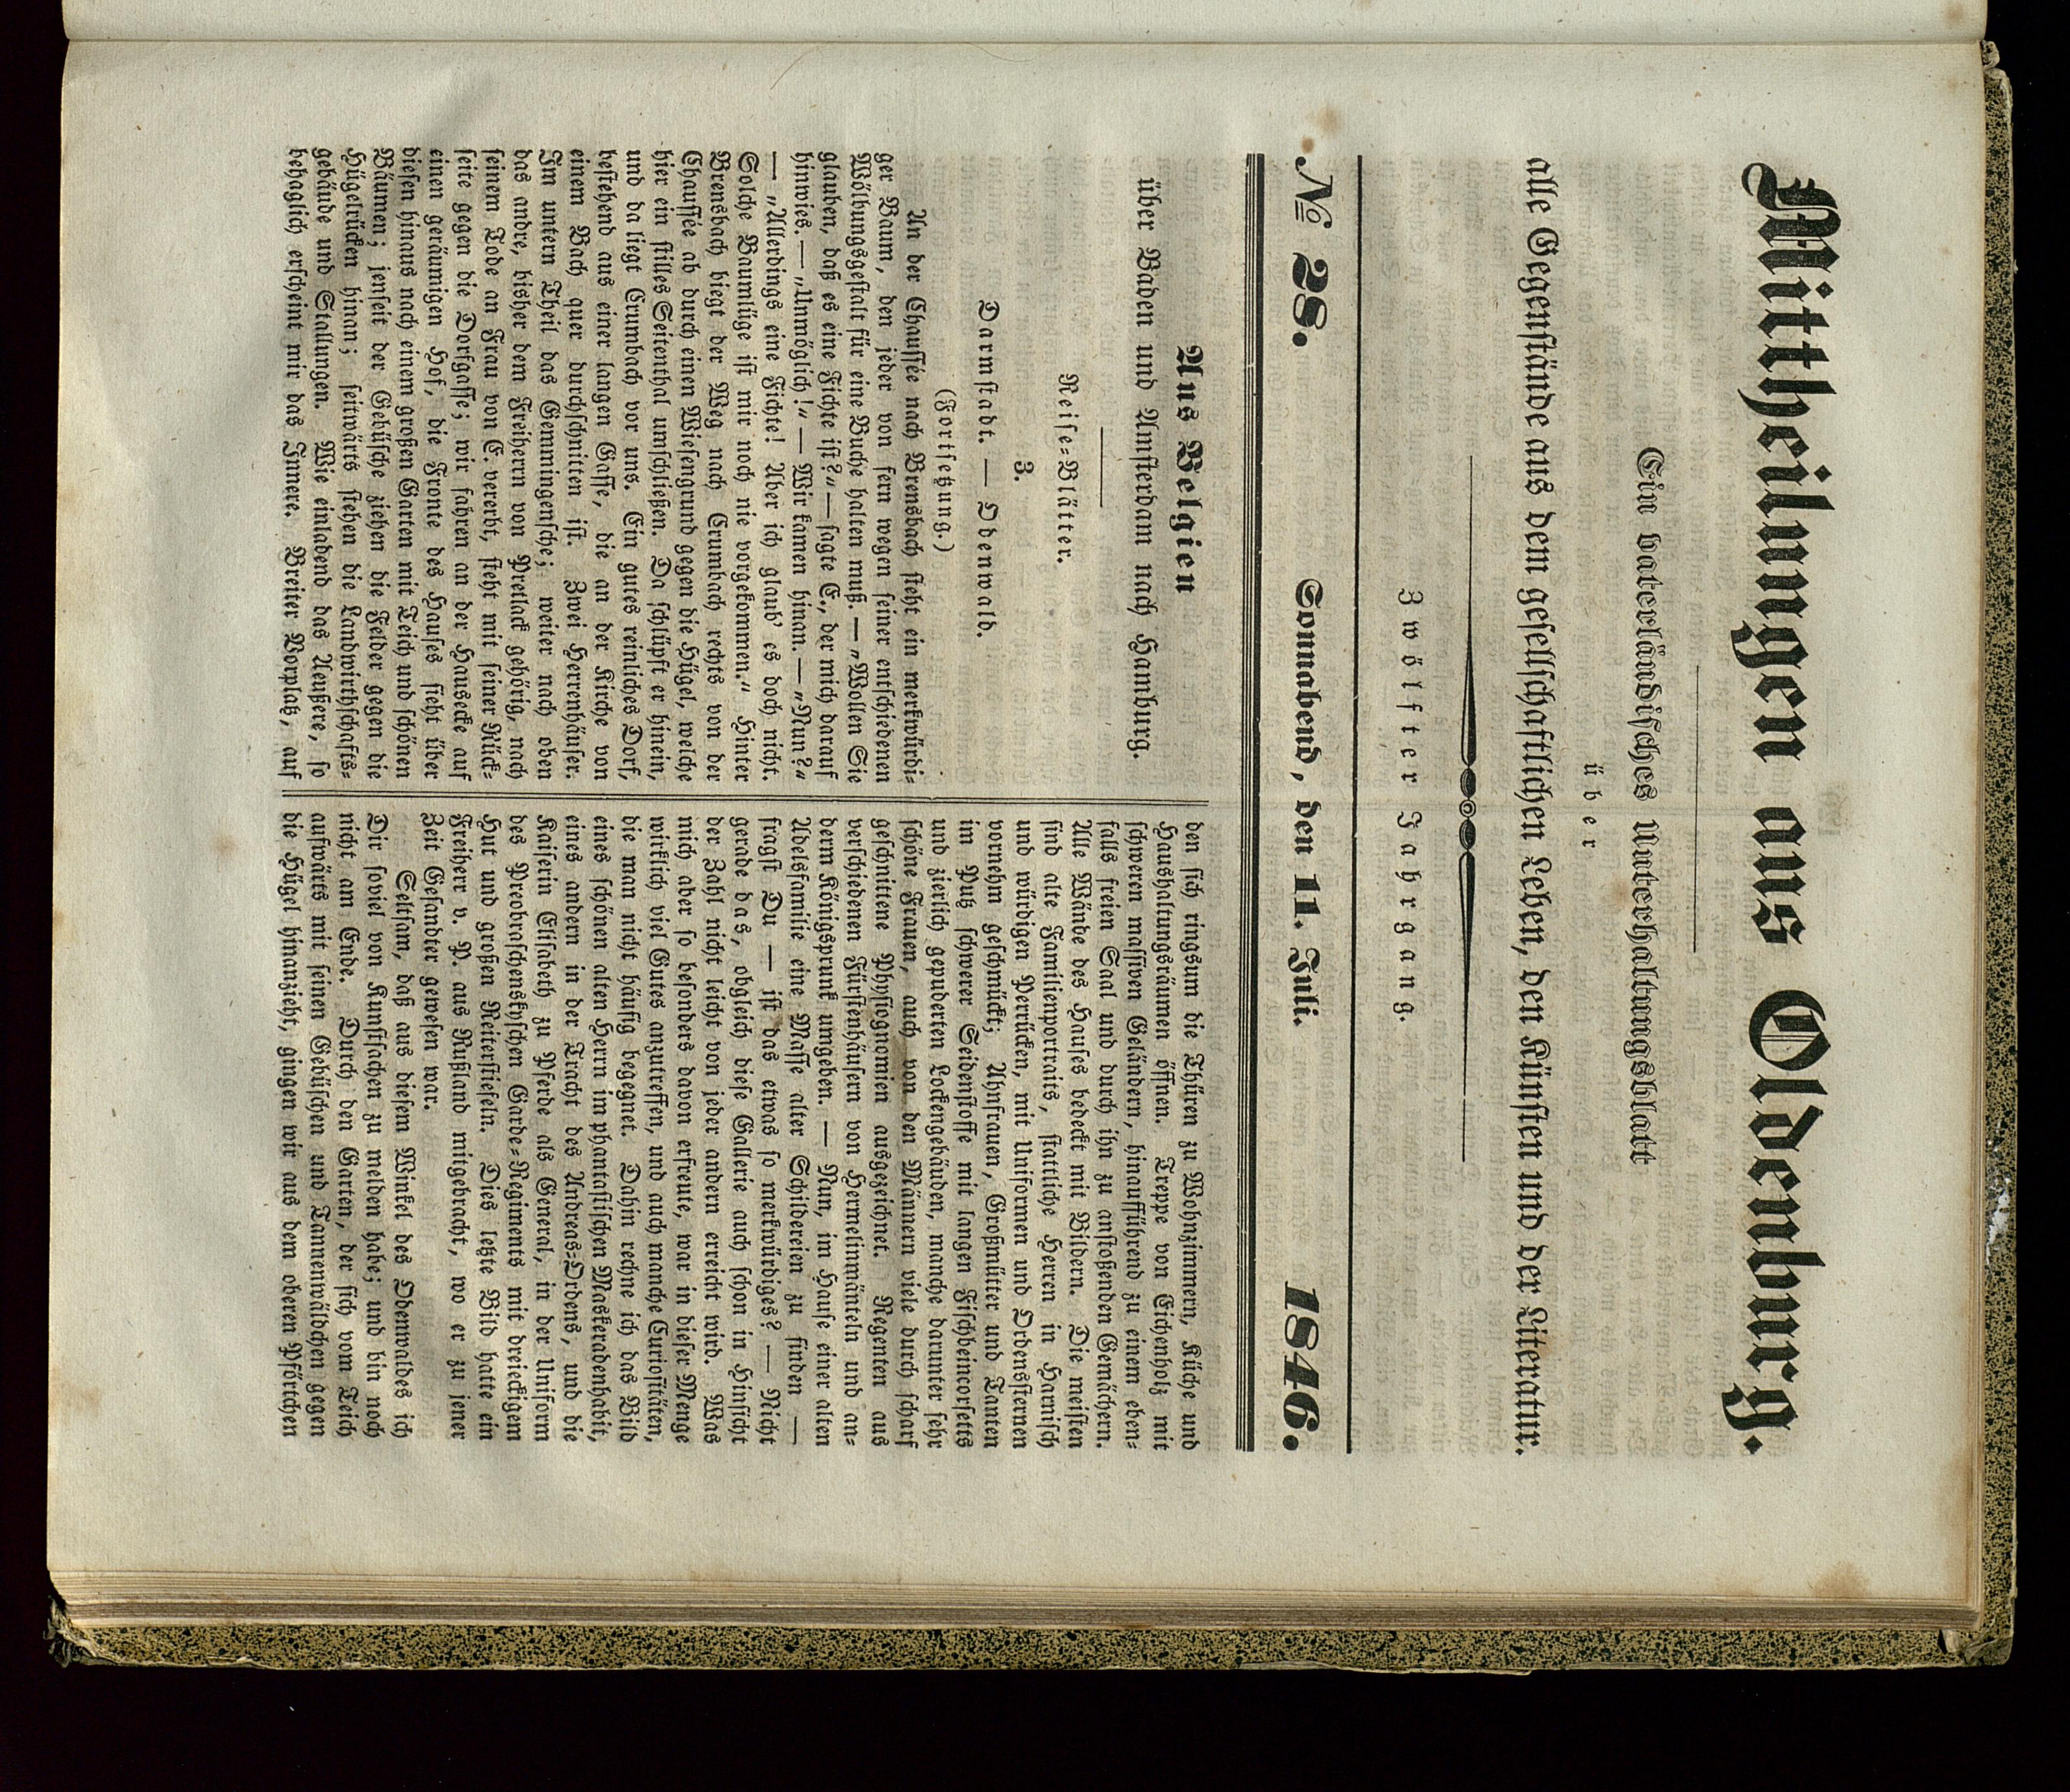 Mittheilungen aus Oldenburg.
Ein vaterländisches Unterhaltungsblatt
über
alle Gegenstände aus dem gesellschaftlichen Leben, den Künsten und der Literatur.
Zwölfter Jahrgang.
№ 28. Sonnabend, den 11. Juli. 1846.
Aus Belgien
über Baden und Amsterdam nach Hamburg.
Reise=Blätter.
3.
Darmstadt. — Odenwald.
(Fortsetzung.)
An der Chaussée nach Brensbach steht ein merkwürdi=
ger Baum, den jeder von fern wegen seiner entschiedenen
Wölbungsgestalt für eine Buche halten muß. — „Wollen Sie
glauben, daß es eine Fichte ist?“ — sagte E., der mich darauf
hinwies. — „Unmöglich!“ — Wir kamen hinan. — „Nun?“
— „Allerdings eine Fichte! Aber ich glaub' es doch nicht.
Solche Baumlüge ist mir noch nie vorgekommen.“ Hinter
Brensbach biegt der Weg nach Crumbach rechts von der
Chaussée ab durch einen Wiesengrund gegen die Hügel, welche
hier ein stilles Seitenthal umschließen. Da schlüpft er hinein,
und da liegt Crumbach vor uns. Ein gutes reinliches Dorf,
bestehend aus einer langen Gasse, die an der Kirche von
einem Bach quer durchschnitten ist. Zwei Herrenhäuser.
Im untern Theil das Gemmingensche; weiter nach oben
das andre, bisher dem Freiherrn von Pretlack gehörig, nach
seinem Tode an Frau von E. vererbt, steht mit seiner Rück=
seite gegen die Dorfgasse; wir fahren an der Hausecke auf
einen geräumigen Hof, die Fronte des Hauses sieht über
diesen hinaus nach einem großen Garten mit Teich und schönen
Bäumen; jenseit der Gebüsche ziehen die Felder gegen die
Hügelrücken hinan; seitwärts stehen die Landwirthschafts=
gebäude und Stallungen. Wie einladend das Aeußere, so
behaglich erscheint mir das Innere. Breiter Vorplatz, auf
den sich ringsum die Thüren zu Wohnzimmern, Küche und
Haushaltungsräumen öffnen. Treppe von Eichenholz mit
schweren massiven Geländern, hinaufführend zu einem eben=
falls freien Saal und durch ihn zu anstoßenden Gemächern.
Alle Wände des Hauses bedeckt mit Bildern. Die meisten
sind alte Familienportraits, stattliche Herren in Harnisch
und würdigen Perrücken, mit Uniformen und Ordenssternen
vornehm geschmückt; Ahnfrauen, Großmütter und Tanten
im Putz schwerer Seidenstoffe mit langen Fischbeincorsetts
und zierlich gepuderten Lockengebäuden, manche darunter sehr
schöne Frauen, auch von den Männern viele durch scharf
geschnittene Physiognomien ausgezeichnet. Regenten aus
verschiedenen Fürstenhäusern von Hermelinmänteln und an=
derm Königsprunk umgeben. — Nun, im Hause einer alten
Adelsfamilie eine Masse alter Schildereien zu finden —
fragst Du — ist das etwas so merkwürdiges? — Nicht
gerade das, obgleich diese Gallerie auch schon in Hinsicht
der Zahl nicht leicht von jeder andern erreicht wird. Was
mich aber so besonders davon erfreute, war in dieser Menge
wirklich viel Gutes anzutreffen, und auch manche Curiositäten,
die man nicht häufig begegnet. Dahin rechne ich das Bild
eines schönen alten Herrn im phantastischen Maskeradenhabit,
eines andern in der Tracht des Andreas=Ordens, und die
Kaiserin Elisabeth zu Pferde als General, in der Uniform
des Preobraschenskyschen Garde=Regiments mit dreieckigem
Hut und großen Reiterstiefeln. Dies letzte Bild hatte ein
Freiherr v. P. aus Rußland mitgebracht, wo er zu jener
Zeit Gesandter gewesen war.
Seltsam, daß aus diesem Winkel des Odenwaldes ich
Dir soviel von Kunstsachen zu melden habe; und bin noch
nicht am Ende. Durch den Garten, der sich vom Teich
aufwärts mit seinen Gebüschen und Tannenwäldchen gegen
die Hügel hinanzieht, gingen wir aus dem oberen Pförtchen